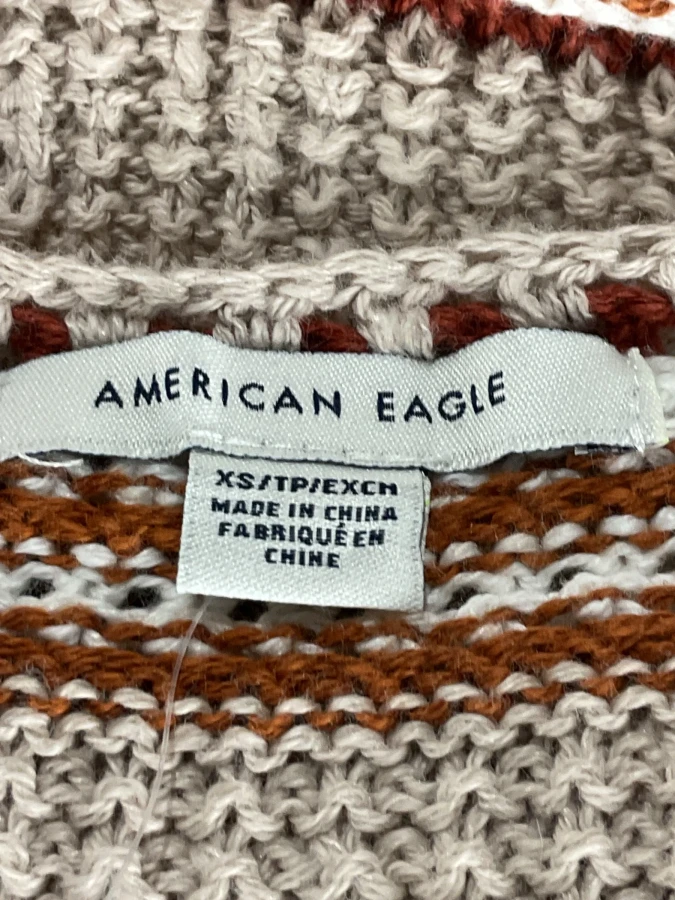 AMERICAN EAGLE
XS/TP/EXCH
MADE IN CHINA
FABRIQUÉ EN
CHINE